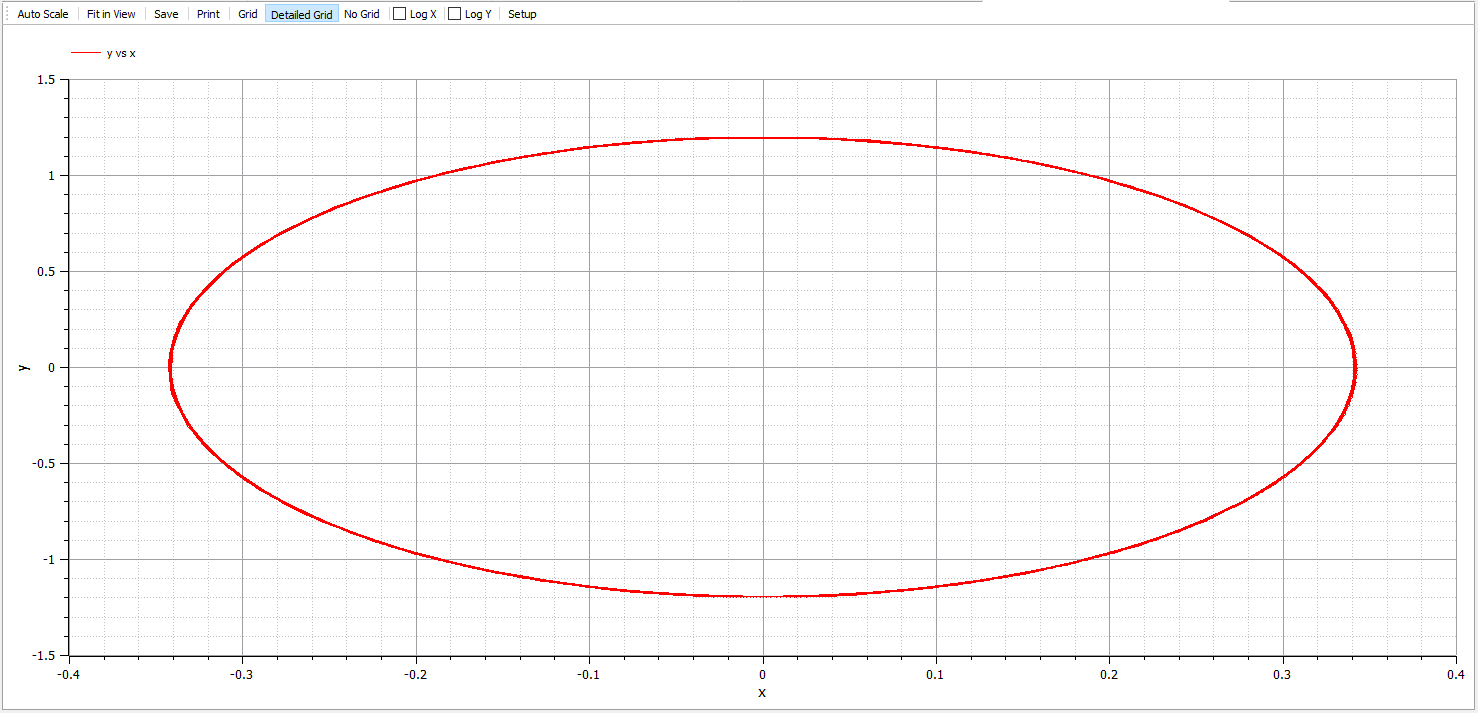 Auto Scale Fit in View Save Print Grid Detailed Grid No Grid Log X Log Y Setup
y vs x
1.5
1
0.5
0
-0.5
-1
-1.5
y
-0.4 -0.3 -0.2 -0.1 0 0.1 0.2 0.3 0.4
x